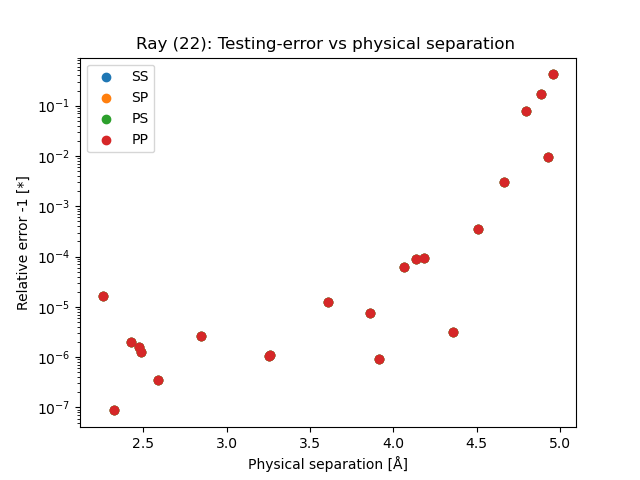 Ray (22): Testing-error vs physical separation
SS
SP
PS
PP
Relative error -1 [*]
10⁻¹
10⁻²
10⁻³
10⁻⁴
10⁻⁵
10⁻⁶
10⁻⁷
2.5 3.0 3.5 4.0 4.5 5.0
Physical separation [Å]